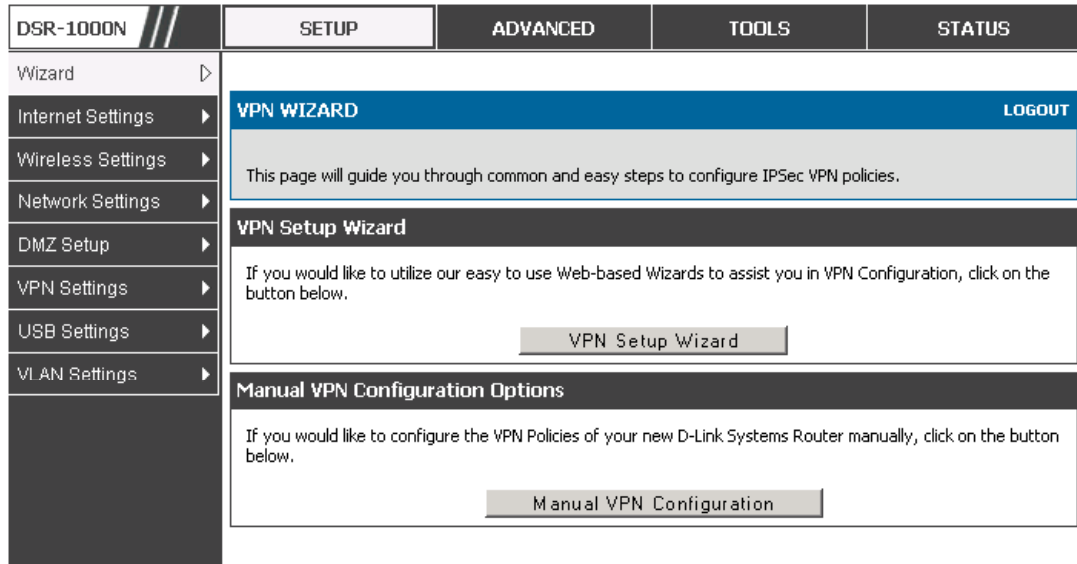 DSR-1000N
SETUP
ADVANCED
TOOLS
STATUS
Wizard
Internet Settings
Wireless Settings
Network Settings
DMZ Setup
VPN Settings
USB Settings
VLAN Settings
VPN WIZARD
LOGOUT
This page will guide you through common and easy steps to configure IPSec VPN policies.
VPN Setup Wizard
If you would like to utilize our easy to use Web-based Wizards to assist you in VPN Configuration, click on the
button below.
VPN Setup Wizard
Manual VPN Configuration Options
If you would like to configure the VPN Policies of your new D-Link Systems Router manually, click on the button
below.
Manual VPN Configuration